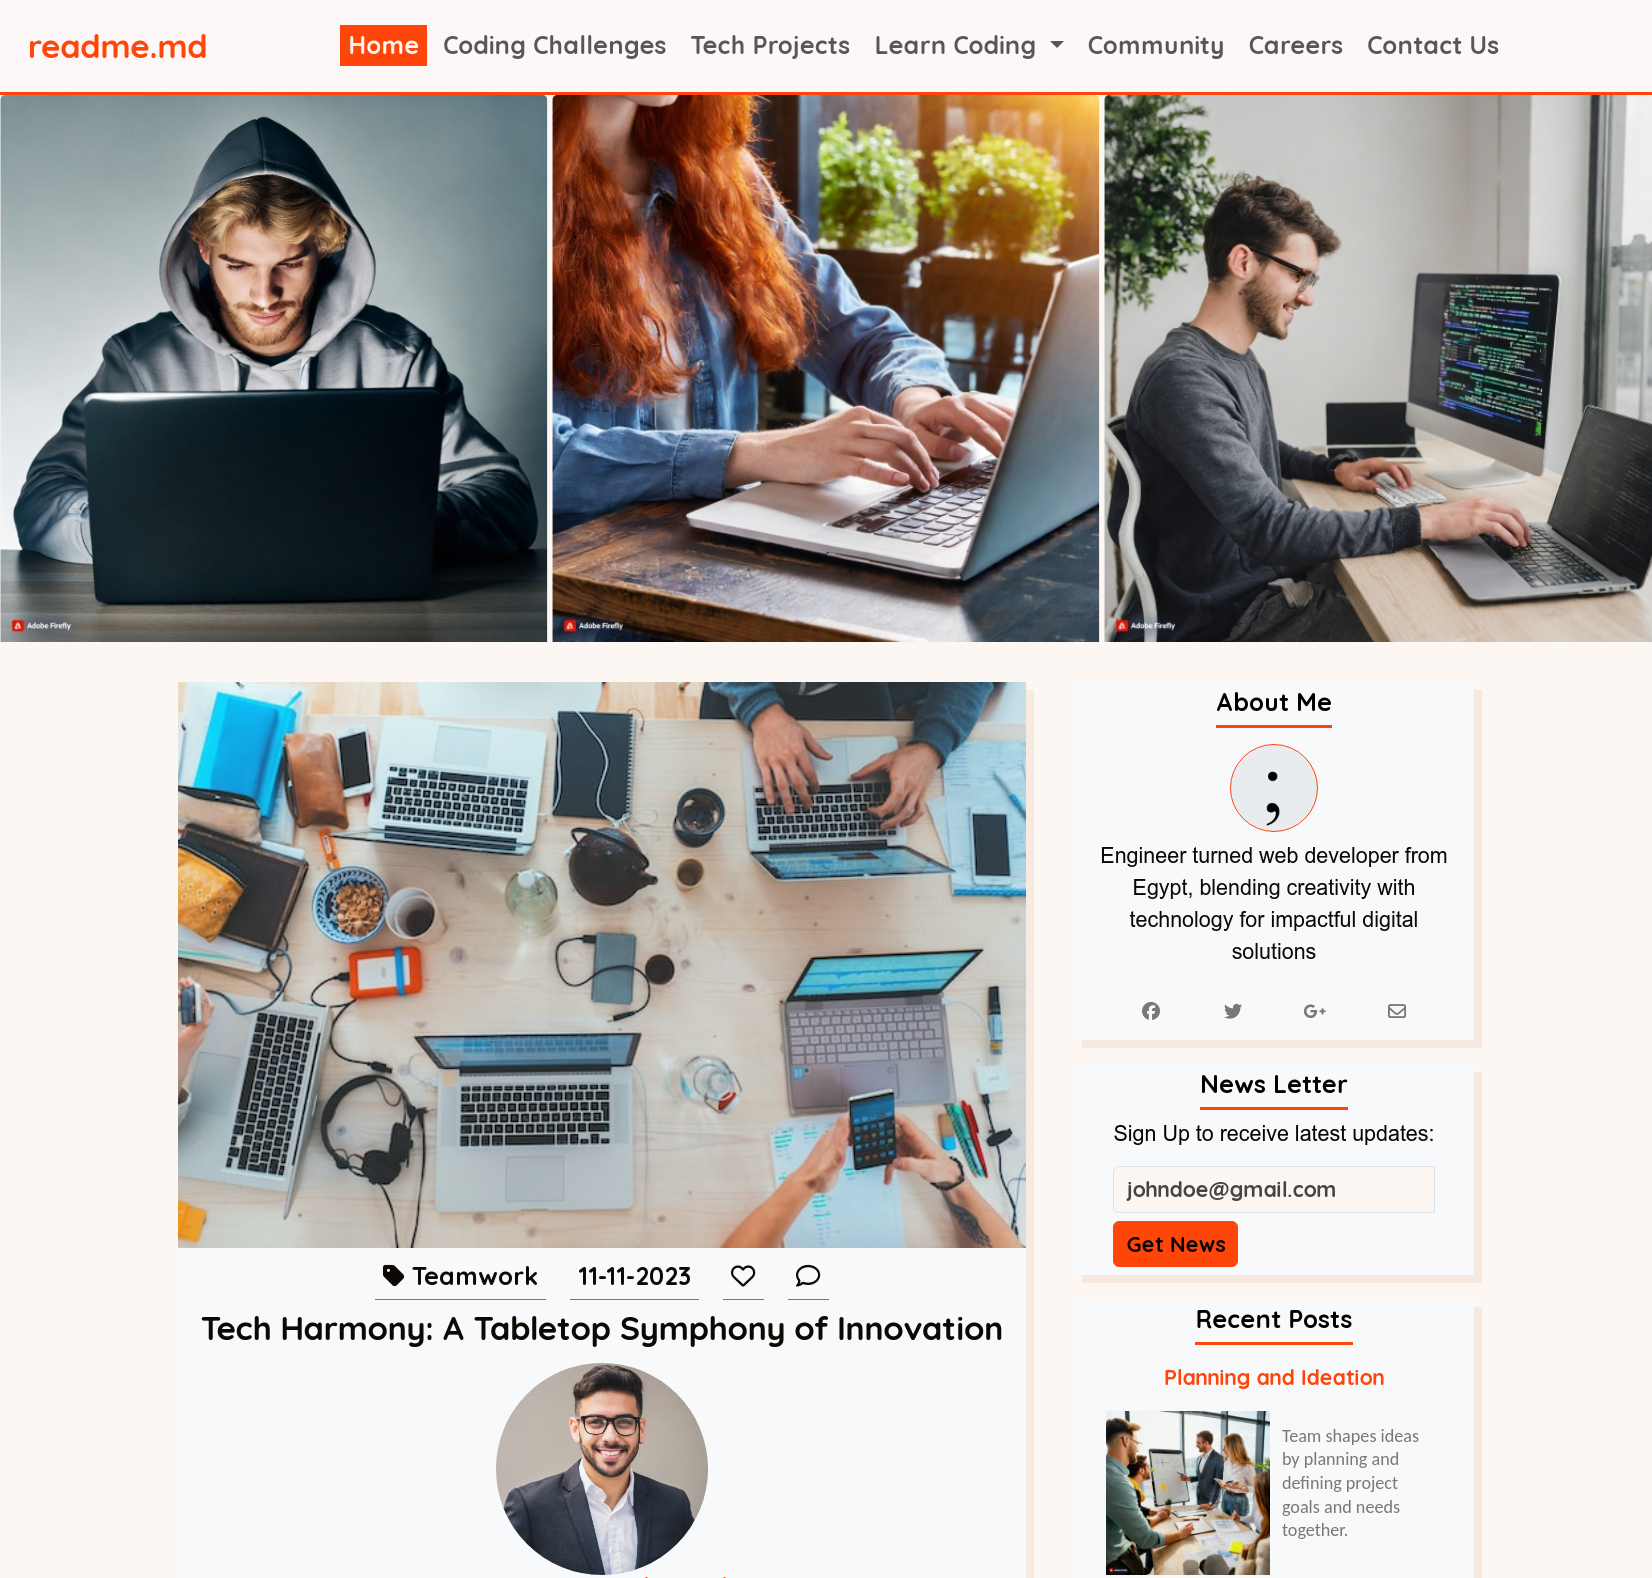 readme.md
Home Coding Challenges Tech Projects Learn Coding Community Careers Contact Us
Adobe Firefly
Adobe Firefly
Adobe Firefly
Teamwork 11-11-2023
Tech Harmony: A Tabletop Symphony of Innovation
About Me
;
Engineer turned web developer from
Egypt, blending creativity with
technology for impactful digital
solutions
G+
News Letter
Sign Up to receive latest updates:
johndoe@gmail.com
Get News
Recent Posts
Planning and Ideation
Team shapes ideas
by planning and
defining project
goals and needs
together.